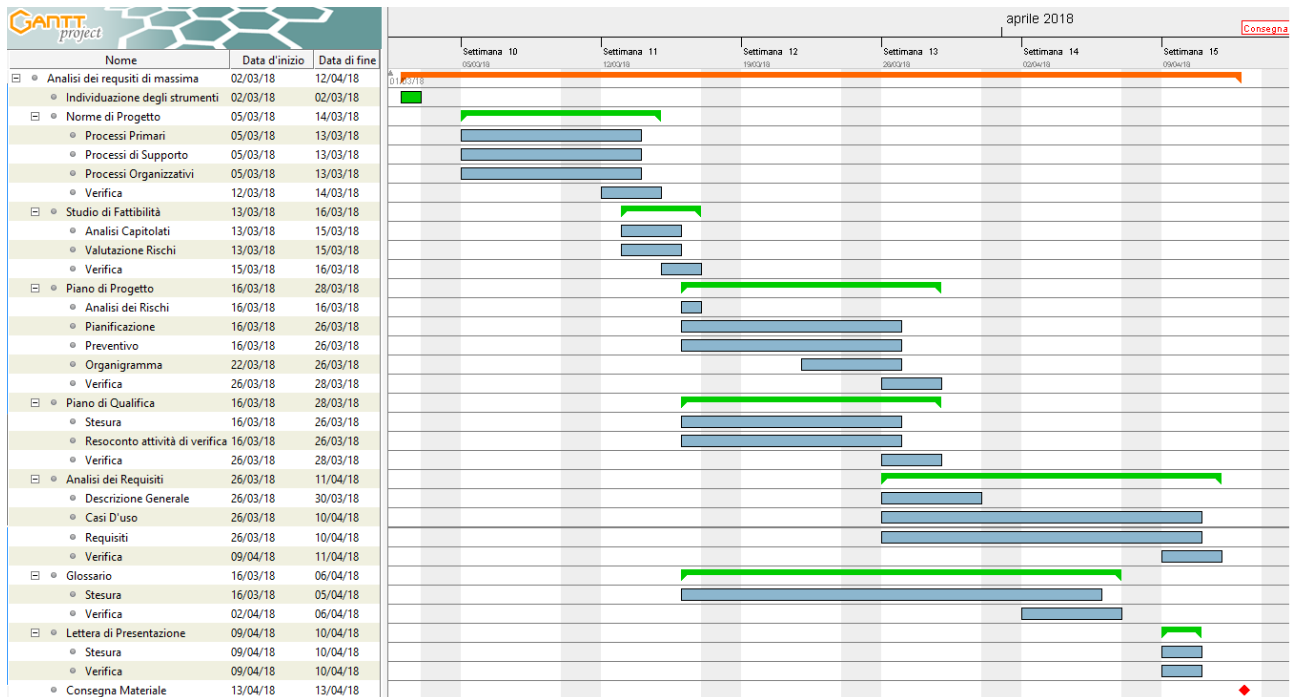 GANTT project
aprile 2018
Consegna
Settimana 10 Settimana 11 Settimana 12 Settimana 13 Settimana 14 Settimana 15
05/03/18 12/03/18 19/03/18 26/03/18 02/04/18 09/04/18
Nome Data d'inizio Data di fine
01/03/18
Analisi dei requsiti di massima 02/03/18 12/04/18
Individuazione degli strumenti 02/03/18 02/03/18
Norme di Progetto 05/03/18 14/03/18
Processi Primari 05/03/18 13/03/18
Processi di Supporto 05/03/18 13/03/18
Processi Organizzativi 05/03/18 13/03/18
Verifica 12/03/18 14/03/18
Studio di Fattibilità 13/03/18 16/03/18
Analisi Capitolati 13/03/18 15/03/18
Valutazione Rischi 13/03/18 15/03/18
Verifica 15/03/18 16/03/18
Piano di Progetto 16/03/18 28/03/18
Analisi dei Rischi 16/03/18 16/03/18
Pianificazione 16/03/18 26/03/18
Preventivo 16/03/18 26/03/18
Organigramma 22/03/18 26/03/18
Verifica 26/03/18 28/03/18
Piano di Qualifica 16/03/18 28/03/18
Stesura 16/03/18 26/03/18
Resoconto attività di verifica 16/03/18 26/03/18
Verifica 26/03/18 28/03/18
Analisi dei Requisiti 26/03/18 11/04/18
Descrizione Generale 26/03/18 30/03/18
Casi D'uso 26/03/18 10/04/18
Requisiti 26/03/18 10/04/18
Verifica 09/04/18 11/04/18
Glossario 16/03/18 06/04/18
Stesura 16/03/18 05/04/18
Verifica 02/04/18 06/04/18
Lettera di Presentazione 09/04/18 10/04/18
Stesura 09/04/18 10/04/18
Verifica 09/04/18 10/04/18
Consegna Materiale 13/04/18 13/04/18